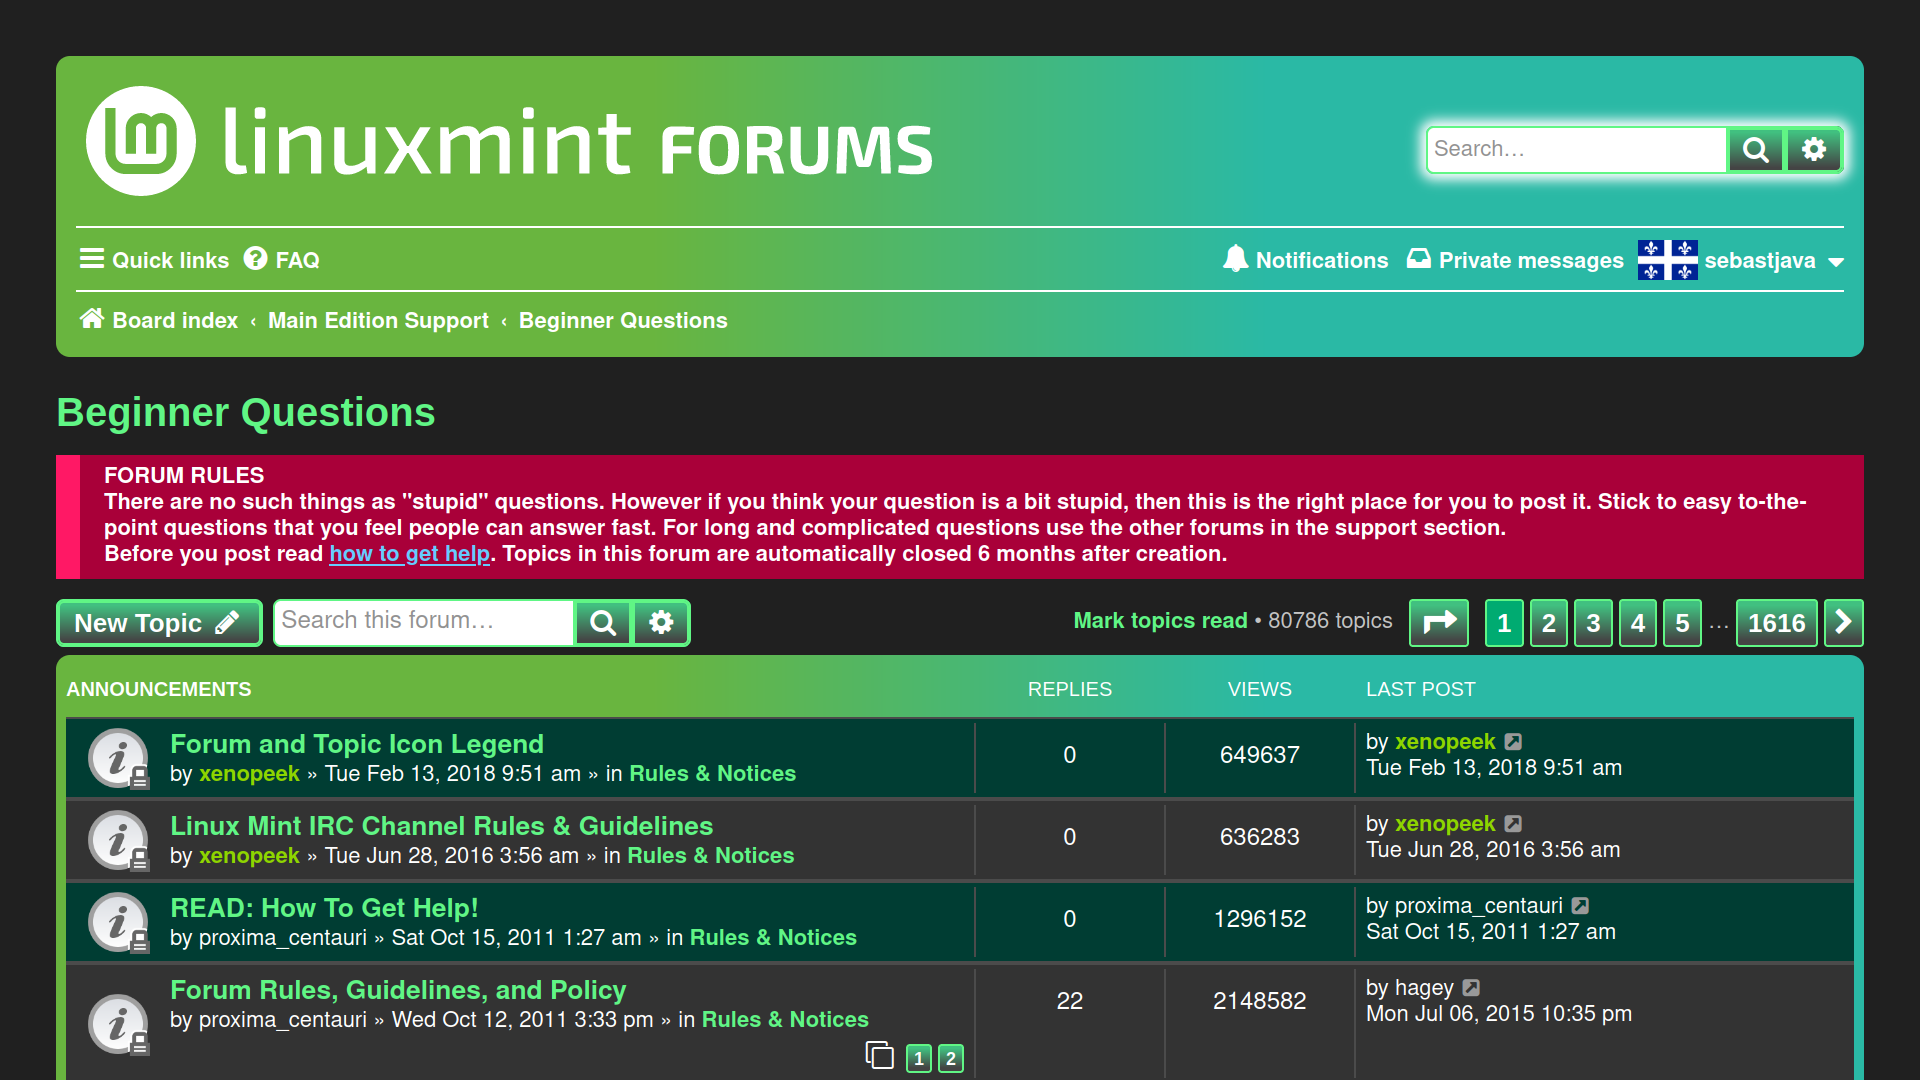 linuxmint FORUMS
Search…
Quick links FAQ
Notifications Private messages sebastjava
Board index ‹ Main Edition Support ‹ Beginner Questions
Beginner Questions
FORUM RULES
There are no such things as "stupid" questions. However if you think your question is a bit stupid, then this is the right place for you to post it. Stick to easy to-the-
point questions that you feel people can answer fast. For long and complicated questions use the other forums in the support section.
Before you post read how to get help. Topics in this forum are automatically closed 6 months after creation.
New Topic Search this forum… Mark topics read • 80786 topics 1 2 3 4 5 … 1616
ANNOUNCEMENTS REPLIES VIEWS LAST POST
Forum and Topic Icon Legend
by xenopeek » Tue Feb 13, 2018 9:51 am » in Rules & Notices
0
649637
by xenopeek
Tue Feb 13, 2018 9:51 am
Linux Mint IRC Channel Rules & Guidelines
by xenopeek » Tue Jun 28, 2016 3:56 am » in Rules & Notices
0
636283
by xenopeek
Tue Jun 28, 2016 3:56 am
READ: How To Get Help!
by proxima_centauri » Sat Oct 15, 2011 1:27 am » in Rules & Notices
0
1296152
by proxima_centauri
Sat Oct 15, 2011 1:27 am
Forum Rules, Guidelines, and Policy
by proxima_centauri » Wed Oct 12, 2011 3:33 pm » in Rules & Notices
1 2
22
2148582
by hagey
Mon Jul 06, 2015 10:35 pm